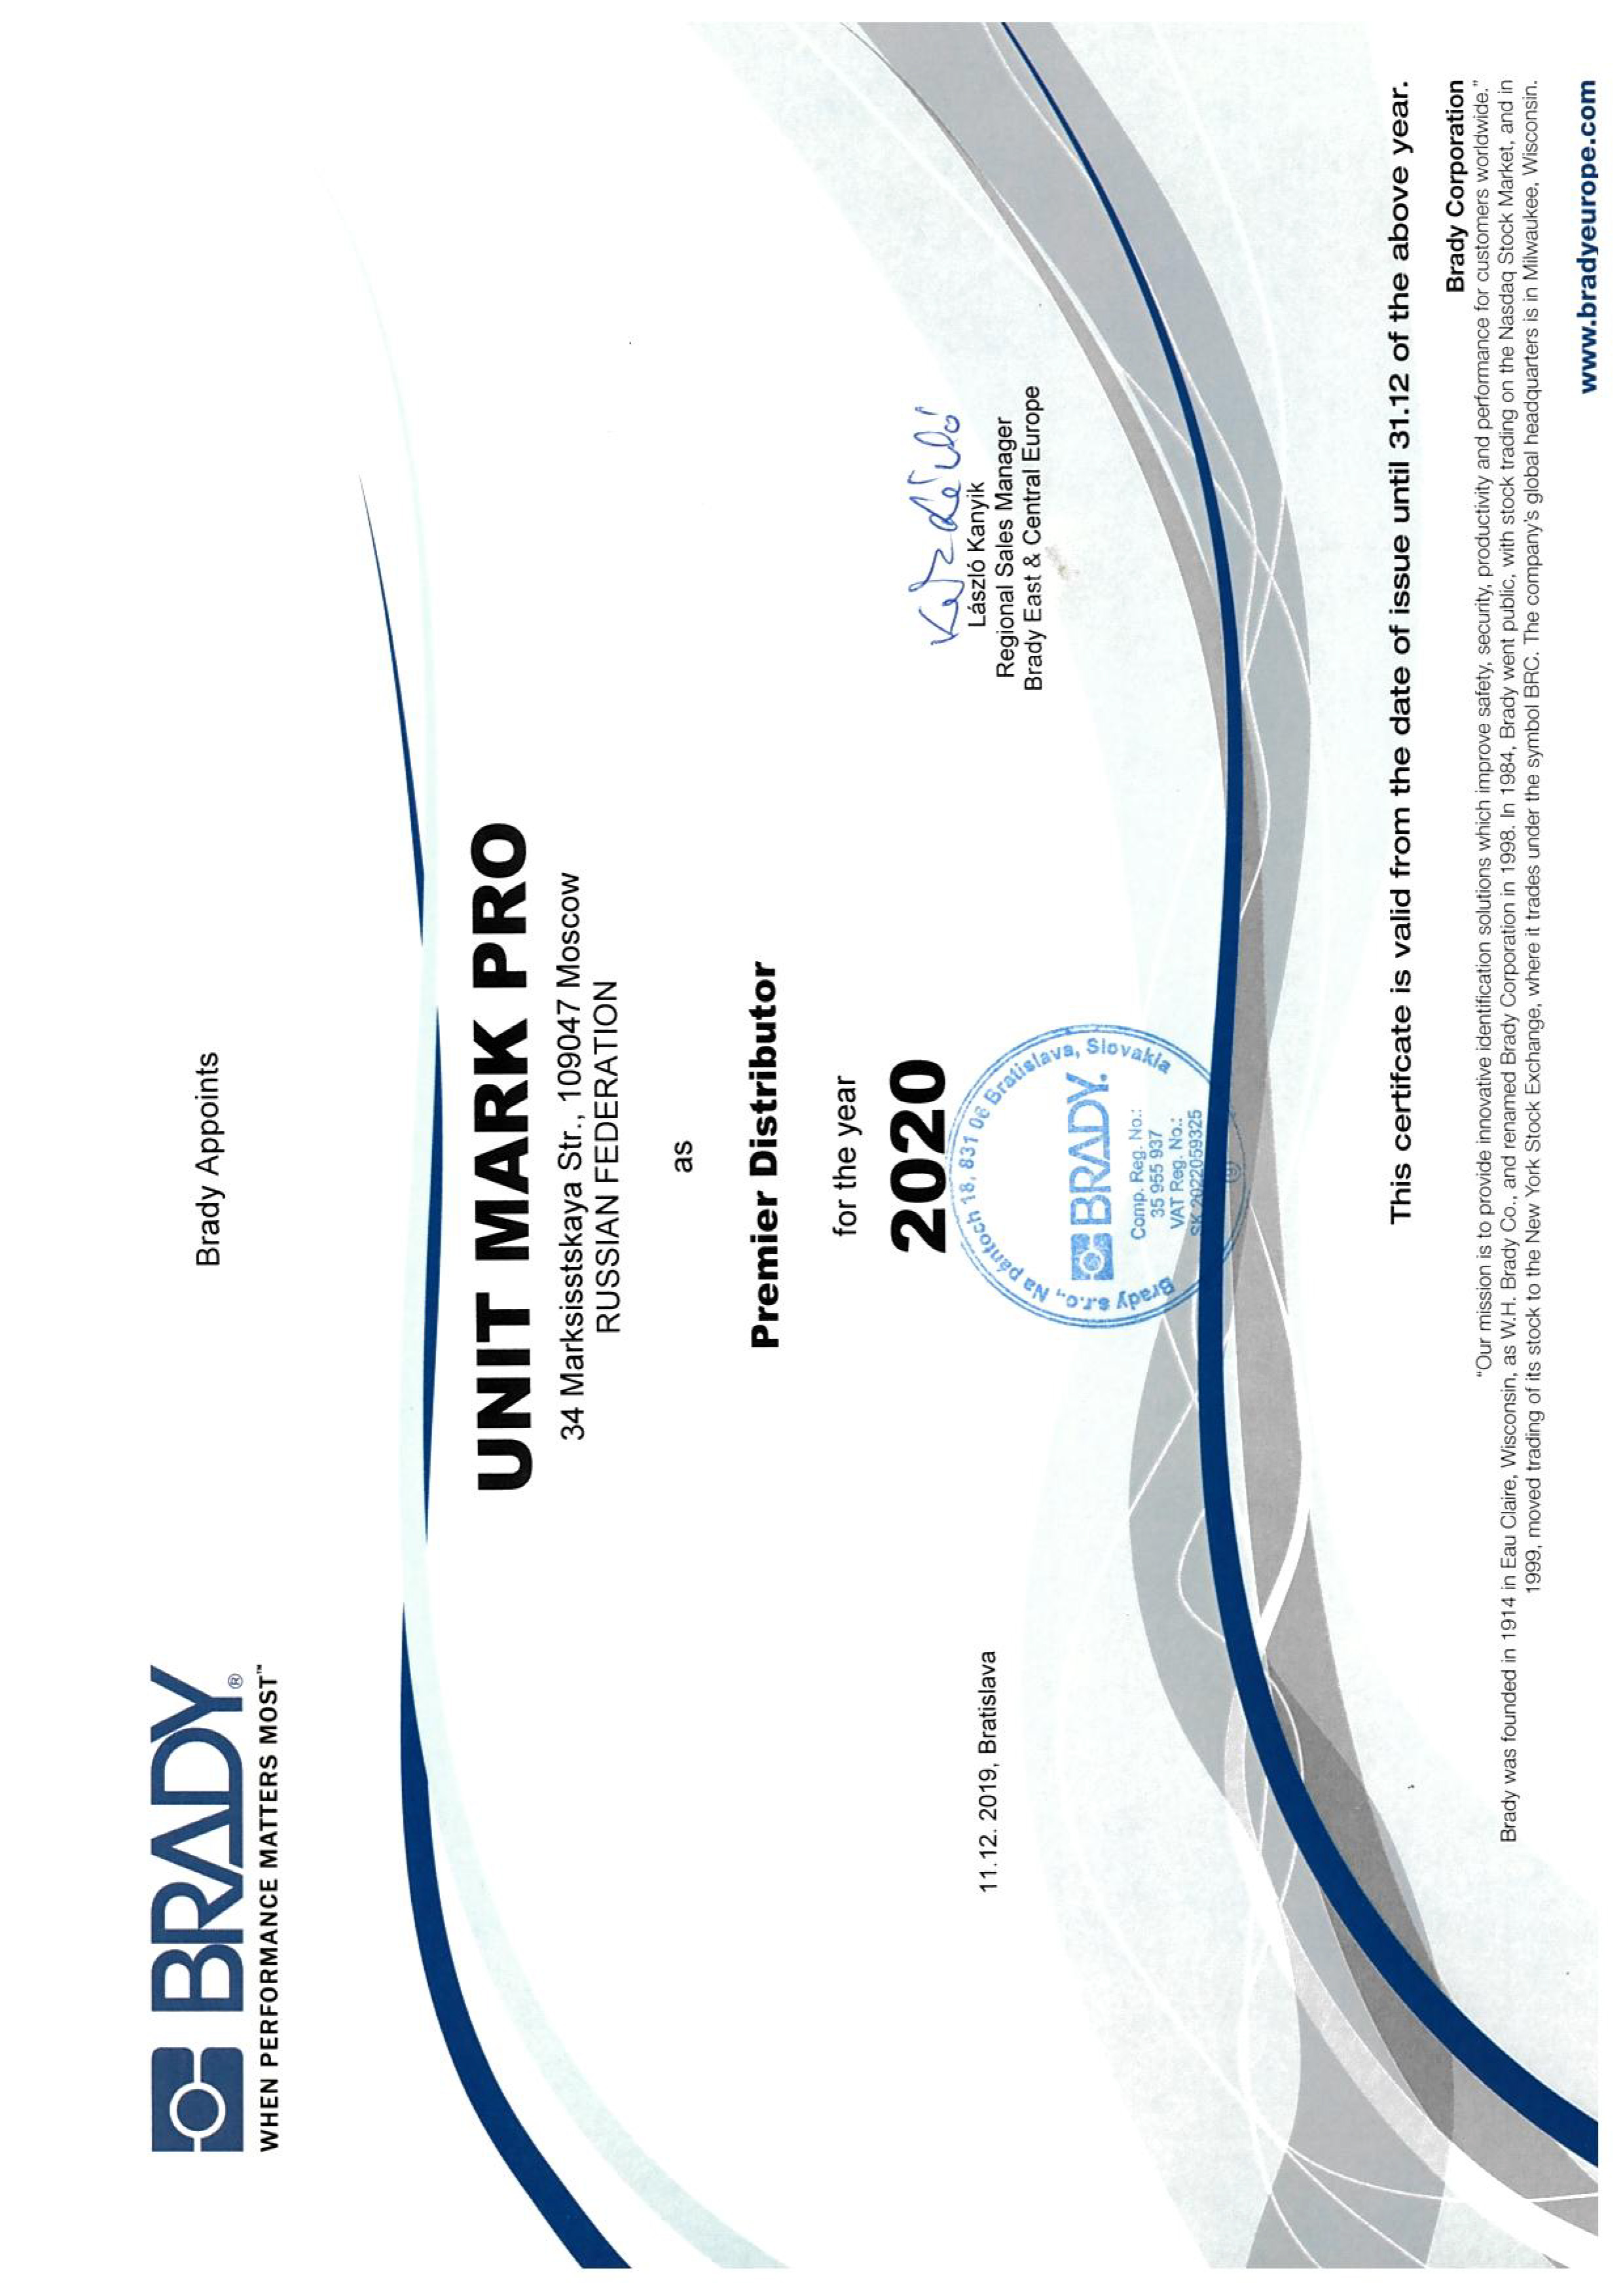 BRADY®
WHEN PERFORMANCE MATTERS MOST™
Brady Appoints
UNIT MARK PRO
34 Marksisstskaya Str., 109047 Moscow
RUSSIAN FEDERATION
as
Premier Distributor
for the year
2020
11.12. 2019, Bratislava
László Kanyik
Regional Sales Manager
Brady East & Central Europe
Brady s.r.o., Na pántoch 18, 831 06 Bratislava, Slovakia
BRADY.
Comp. Reg. No.:
35 955 937
VAT Reg. No.:
SK 2022059325
This certifcate is valid from the date of issue until 31.12 of the above year.
Brady Corporation
“Our mission is to provide innovative identification solutions which improve safety, security, productivity and performance for customers worldwide.”
Brady was founded in 1914 in Eau Claire, Wisconsin, as W.H. Brady Co., and renamed Brady Corporation in 1998. In 1984, Brady went public, with stock trading on the Nasdaq Stock Market, and in
1999, moved trading of its stock to the New York Stock Exchange, where it trades under the symbol BRC. The company’s global headquarters is in Milwaukee, Wisconsin.
www.bradyeurope.com